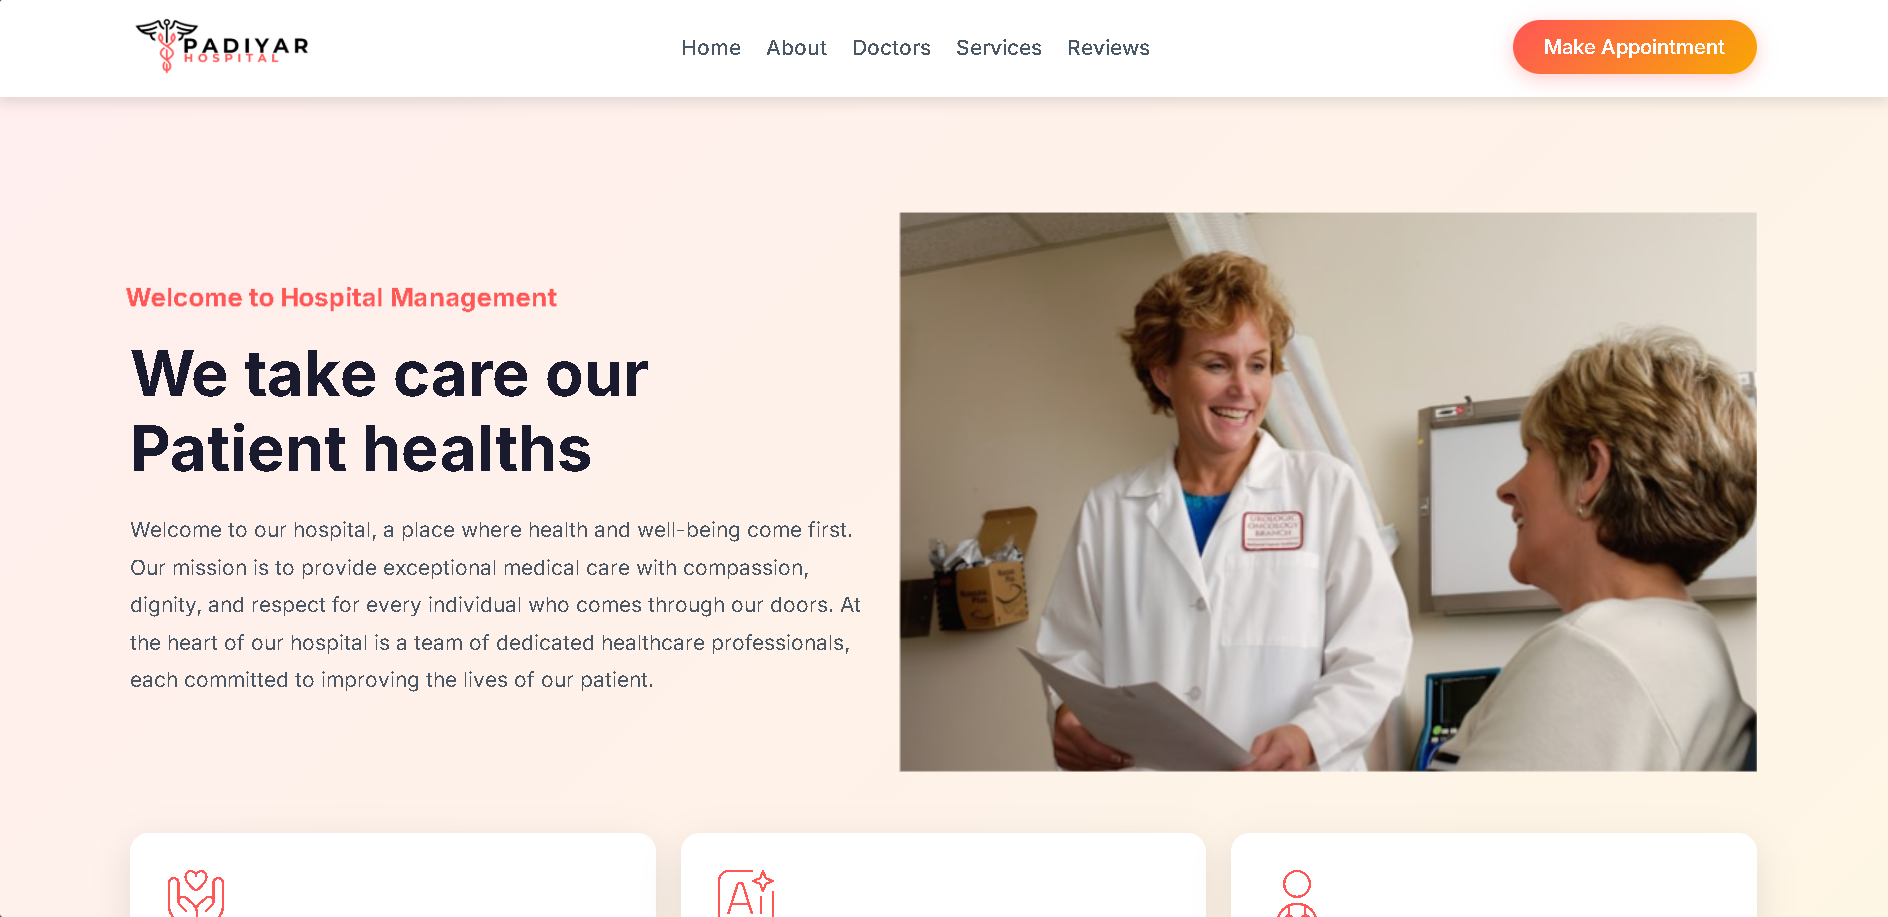 PADIYAR
HOSPITAL
Home About Doctors Services Reviews
Make Appointment
Welcome to Hospital Management
We take care our
Patient healths
Welcome to our hospital, a place where health and well-being come first.
Our mission is to provide exceptional medical care with compassion,
dignity, and respect for every individual who comes through our doors. At
the heart of our hospital is a team of dedicated healthcare professionals,
each committed to improving the lives of our patient.
UROLOGIC
ONCOLOGY
BRANCH